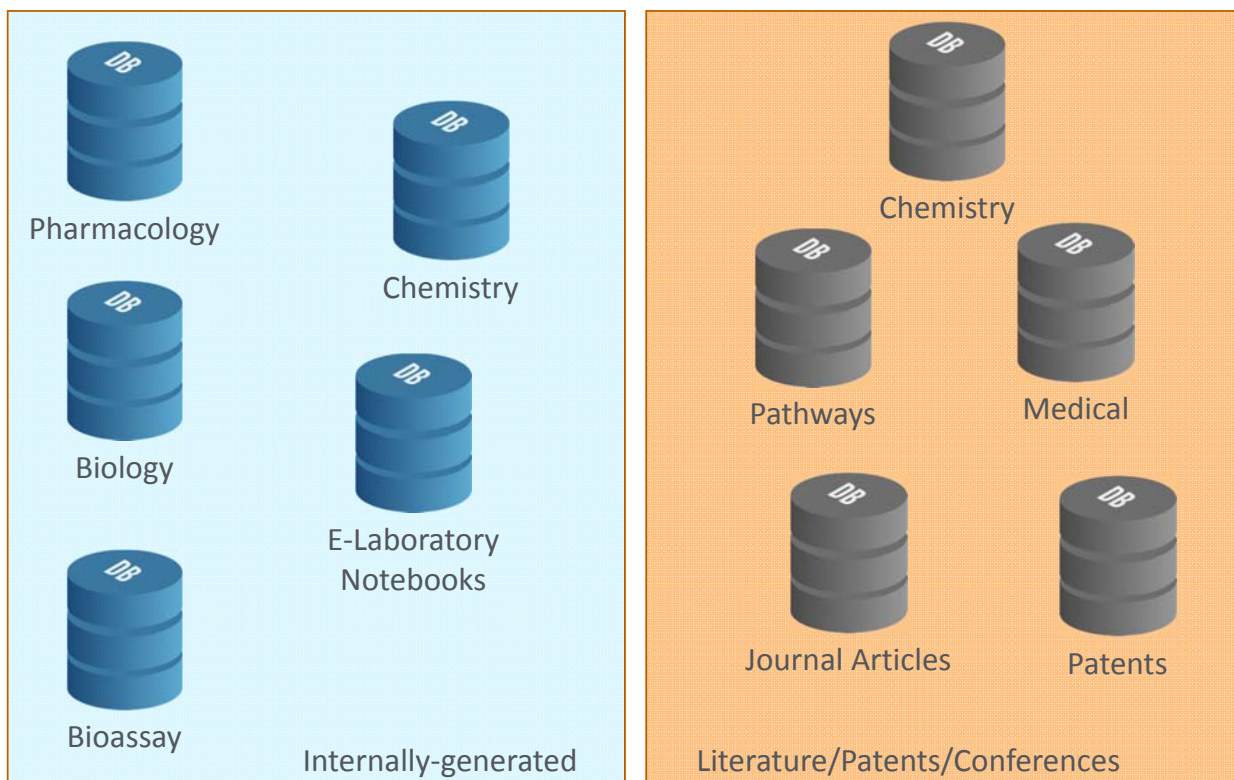 DB
Pharmacology
DB
Chemistry
DB
Biology
DB
E-Laboratory
Notebooks
DB
Bioassay
Internally-generated
DB
Chemistry
DB
Pathways
DB
Medical
DB
Journal Articles
DB
Patents
Literature/Patents/Conferences